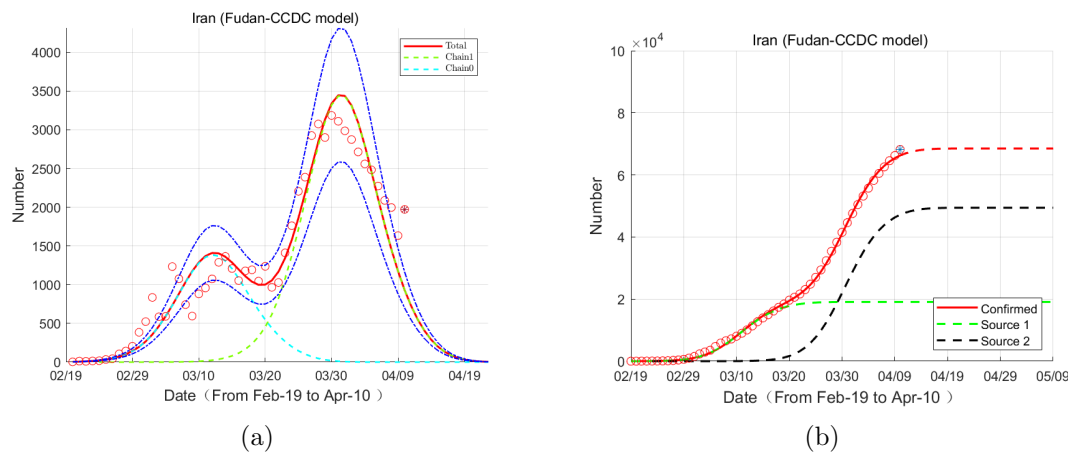 Iran (Fudan-CCDC model)
4000
3500
3000
2500
2000
1500
1000
500
0
Number
Total
Chain1
Chain0
02/19 02/29 03/10 03/20 03/30 04/09 04/19
Date（From Feb-19 to Apr-10 ）
(a)
×10^4
Iran (Fudan-CCDC model)
10
8
6
4
2
0
Number
Confirmed
Source 1
Source 2
02/19 02/29 03/10 03/20 03/30 04/09 04/19 04/29 05/09
Date（From Feb-19 to Apr-10 ）
(b)